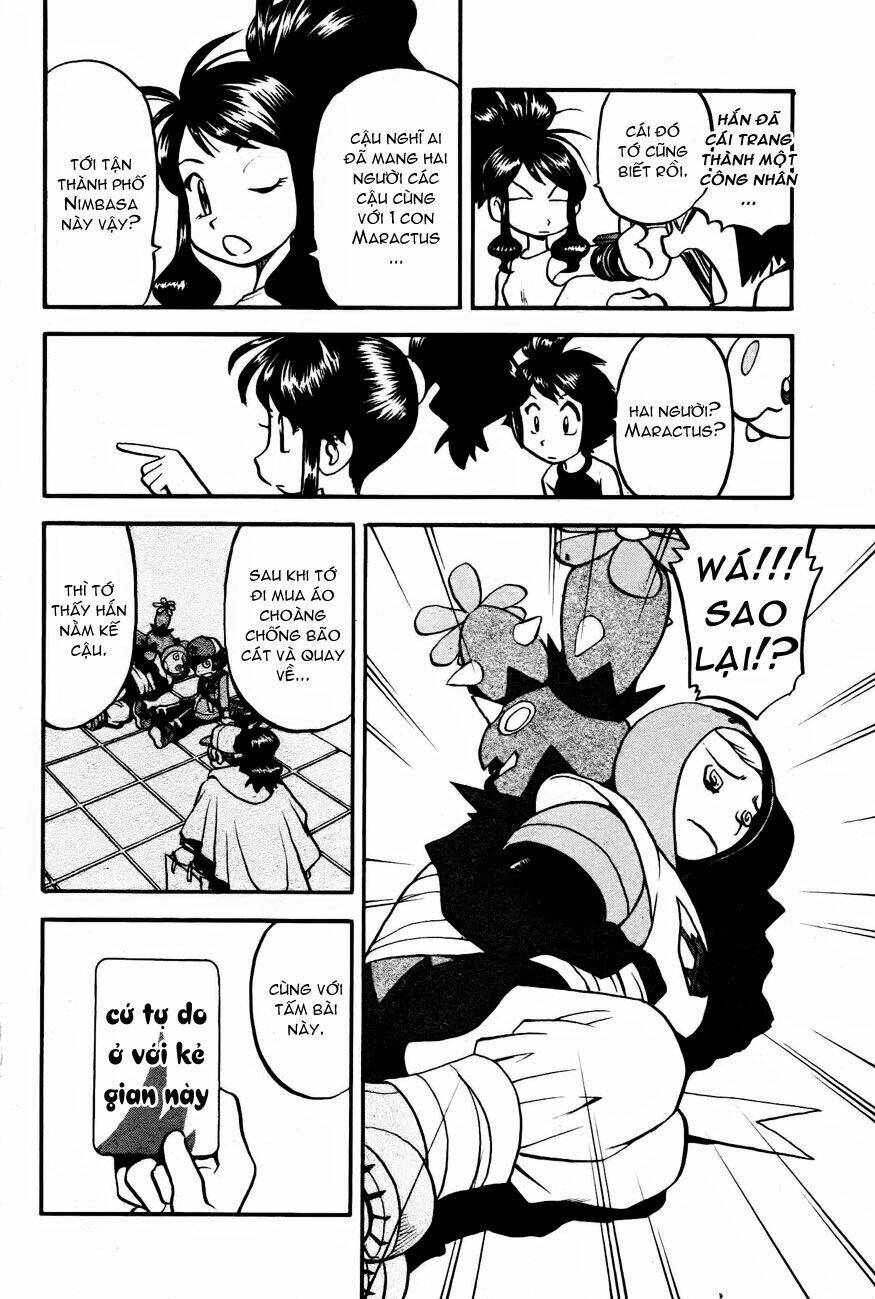 HẮN ĐÃ
CẢI TRANG
THÀNH MỘT
CÔNG NHÂN
...
CÁI ĐÓ
TỚ CŨNG
BIẾT RỒI.
CẬU NGHĨ AI
ĐÃ MANG HAI
NGƯỜI CÁC
CẬU CÙNG
VỚI 1 CON
MARACTUS
...
TỚI TẬN
THÀNH PHỐ
NIMBASA
NÀY VẬY?
HAI NGƯỜI?
MARACTUS?
WÁ!!!
SAO
LẠI!?
SAU KHI TỚ
ĐI MUA ÁO
CHOÀNG
CHỐNG BÃO
CÁT VÀ QUAY
VỀ...
THÌ TỚ
THẤY HẮN
NẰM KẾ
CẬU.
CÙNG VỚI
TẤM BÀI
NÀY.
cứ tự do
ở với kẻ
gian này